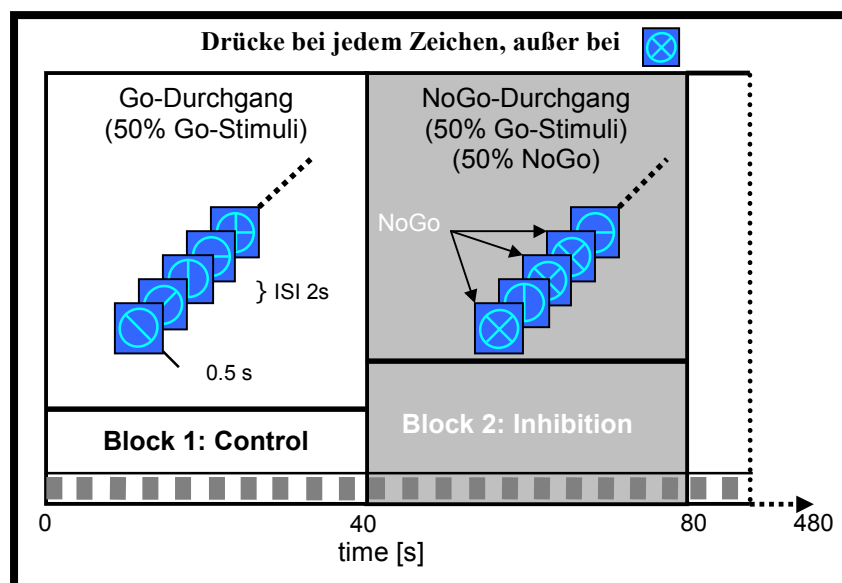 Drücke bei jedem Zeichen, außer bei
Go-Durchgang
(50% Go-Stimuli)
NoGo-Durchgang
(50% Go-Stimuli)
(50% NoGo)
NoGo
} ISI 2s
0.5 s
Block 1: Control
Block 2: Inhibition
0
40
80
480
time [s]